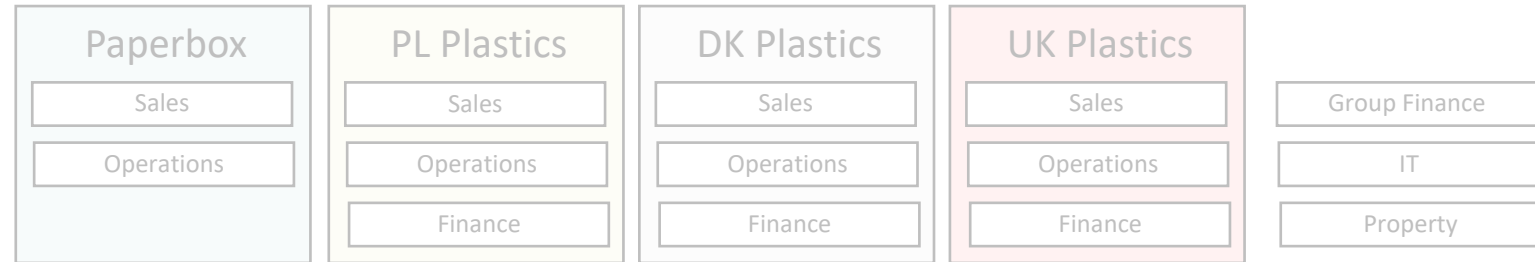 Paperbox
Sales
Operations
PL Plastics
Sales
Operations
Finance
DK Plastics
Sales
Operations
Finance
UK Plastics
Sales
Operations
Finance
Group Finance
IT
Property